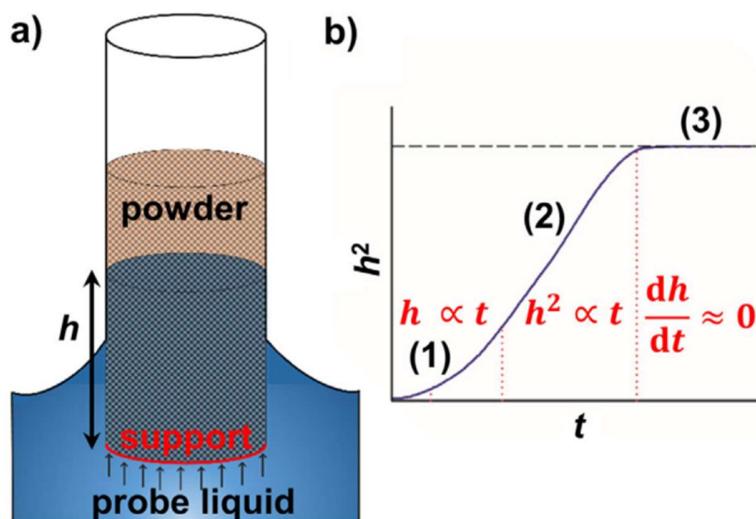 a)
powder
h
support
probe liquid
b)
h²
(1)
(2)
(3)
h ∝ t
h² ∝ t
dh
dt
≈ 0
t